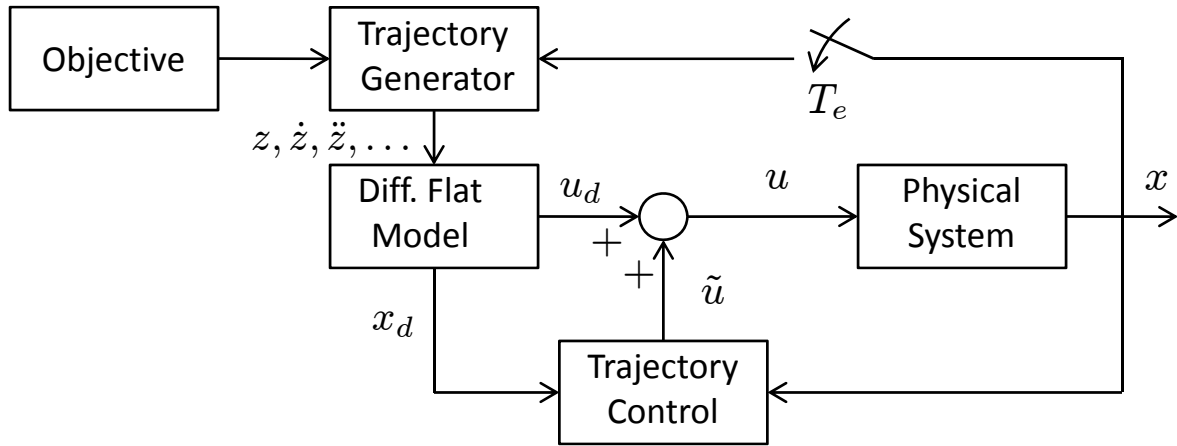 Objective
Trajectory
Generator
T_e
z, ż, z̈, . . .
Diff. Flat
Model
u_d
+
+
u
Physical
System
x
x_d
ũ
Trajectory
Control